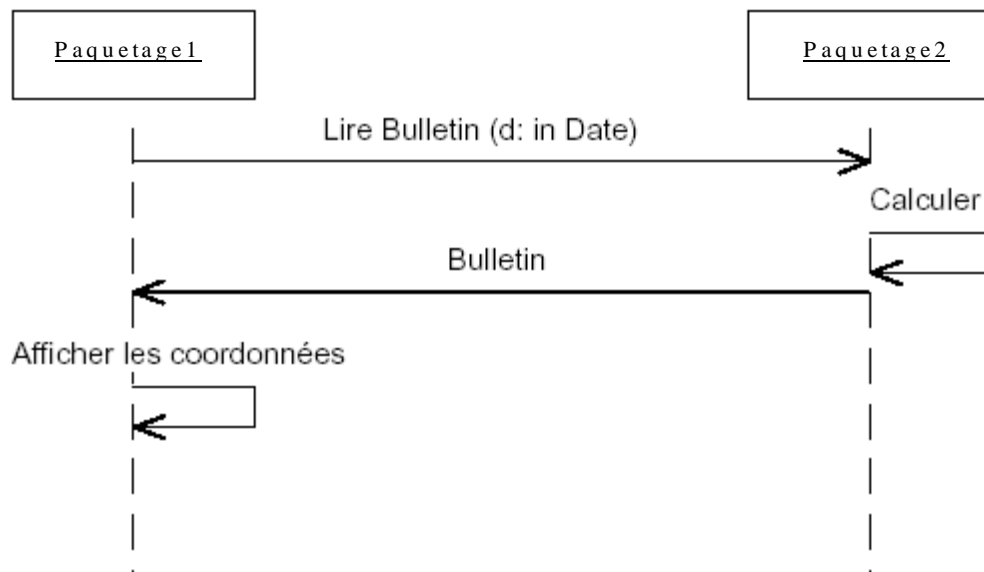 Paquetage1
Paquetage2
Lire Bulletin (d: in Date)
Calculer
Bulletin
Afficher les coordonnées